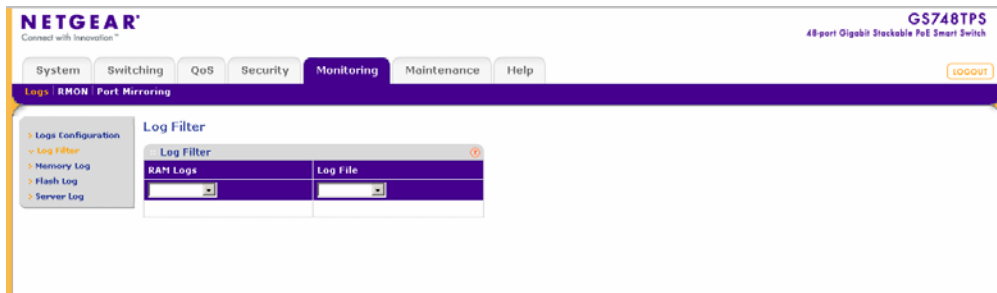 NETGEAR®
Connect with Innovation™
GS748TPS
48-port Gigabit Stackable PoE Smart Switch
System Switching QoS Security Monitoring Maintenance Help
LOGOUT
Logs RMON Port Mirroring
Logs Configuration
Log Filter
Memory Log
Flash Log
Server Log
Log Filter
Log Filter
RAM Logs Log File